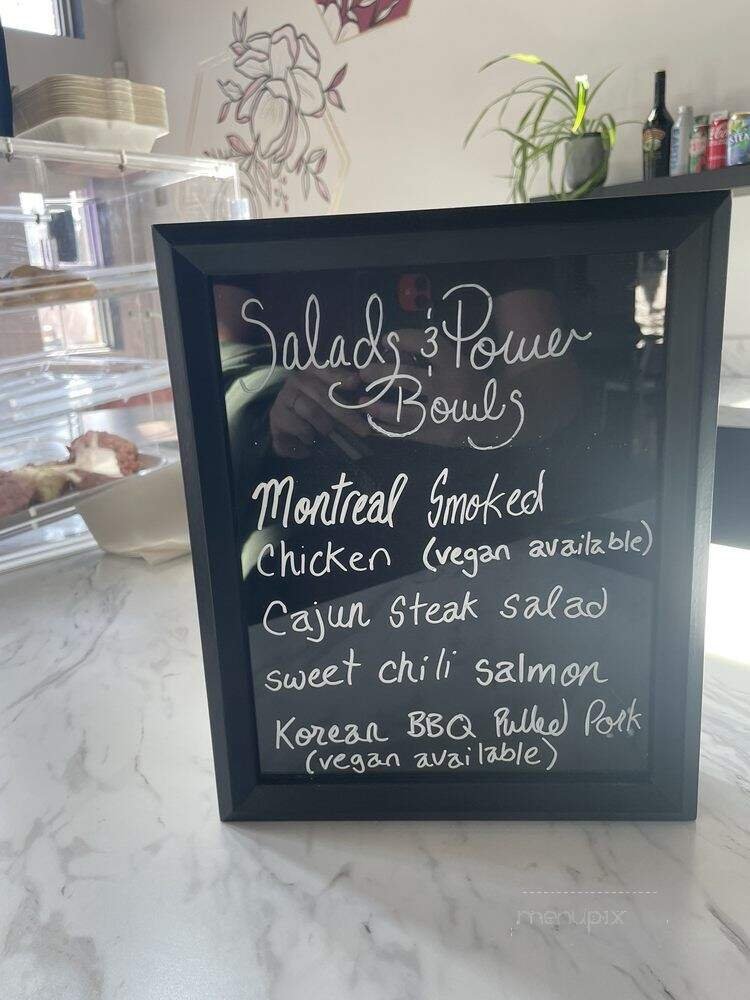 Salads & Power
Bowls
Montreal Smoked
Chicken (vegan available)
Cajun Steak salad
sweet chili salmon
Korean BBQ Pulled Pork
(vegan available)
menupix